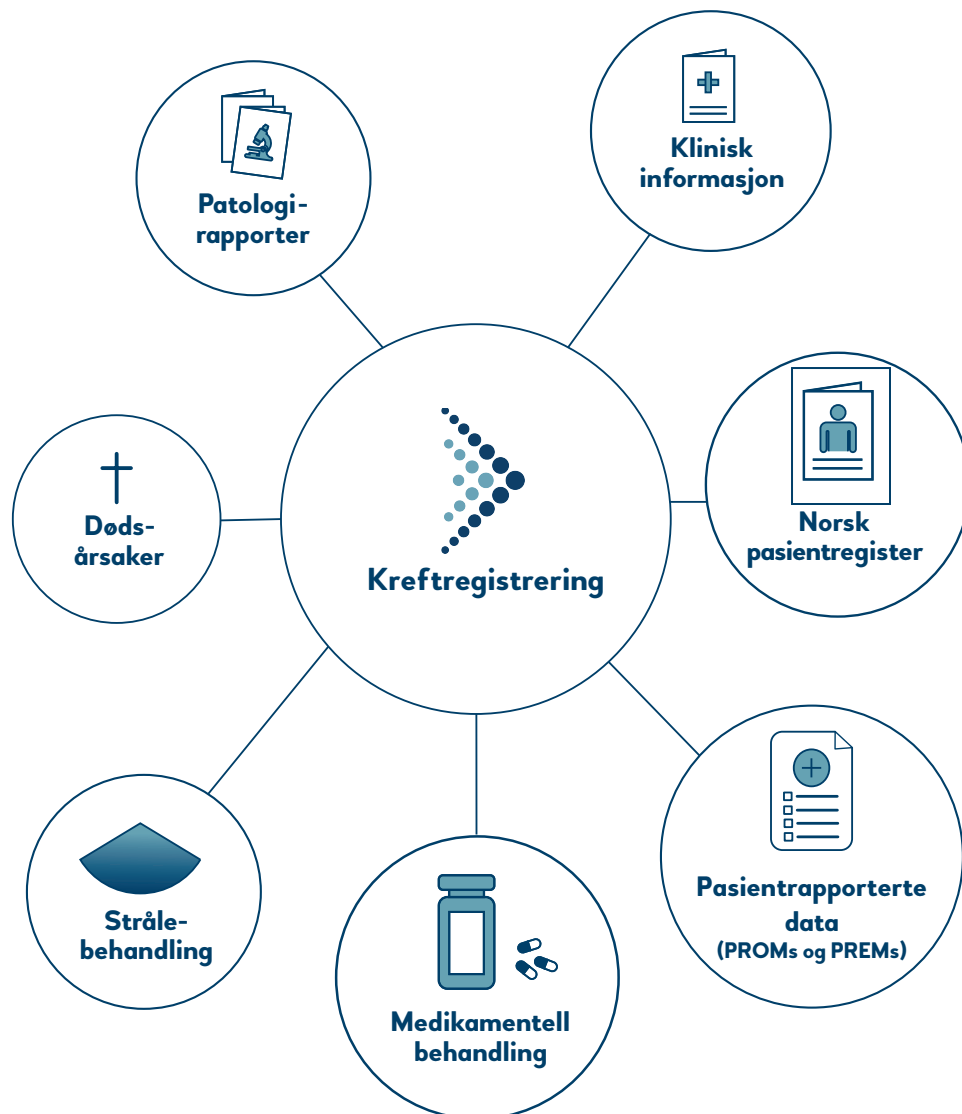 Klinisk
informasjon
Patologi-
rapporter
Norsk
pasientregister
Døds-
årsaker
Kreftregistrering
Pasientrapporterte
data
(PROMs og PREMs)
Stråle-
behandling
Medikamentell
behandling